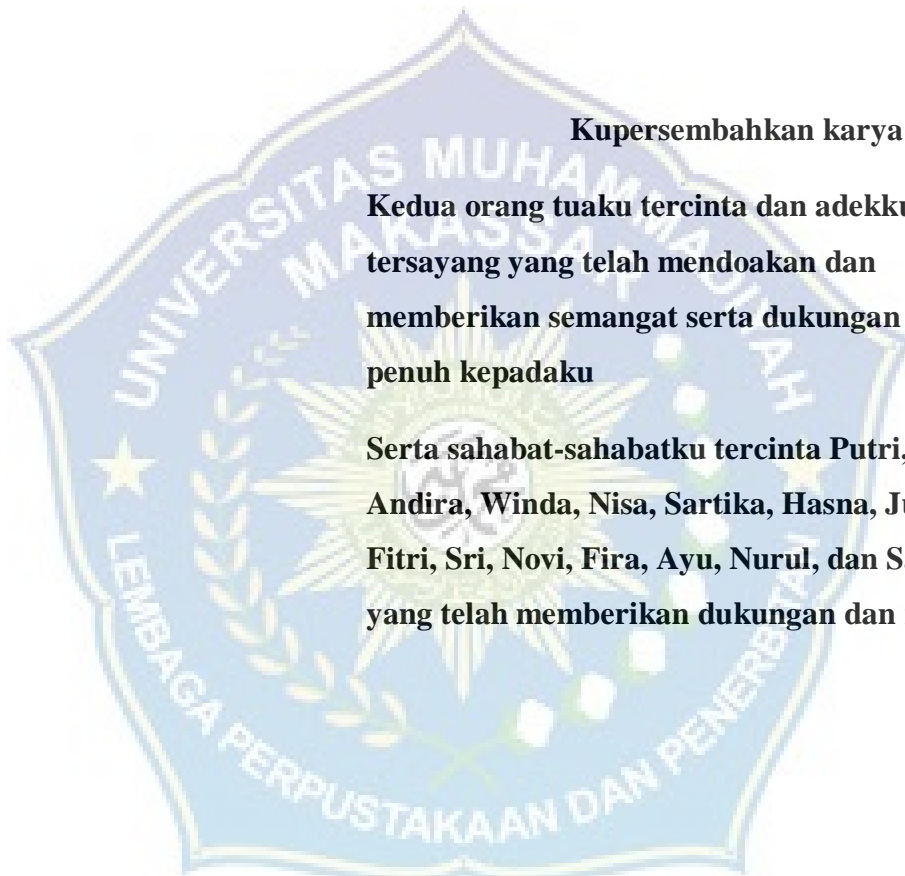 Kupersembahkan karya
Kedua orang tuaku tercinta dan adekku
tersayang yang telah mendoakan dan
memberikan semangat serta dukungan
penuh kepadaku
Serta sahabat-sahabatku tercinta Putri,
Andira, Winda, Nisa, Sartika, Hasna,
Fitri, Sri, Novi, Fira, Ayu, Nurul, dan
yang telah memberikan dukungan dan
UNIVERSITAS MUHAMMADIYAH
MAKASSAR
LEMBAGA PERPUSTAKAAN DAN PENERBITAN